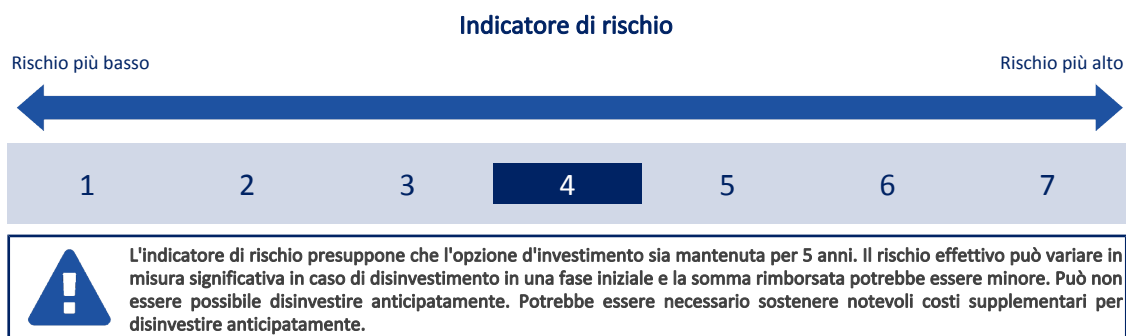 Indicatore di rischio
Rischio più basso
Rischio più alto
1 2 3 4 5 6 7
L'indicatore di rischio presuppone che l'opzione d'investimento sia mantenuta per 5 anni. Il rischio effettivo può variare in
misura significativa in caso di disinvestimento in una fase iniziale e la somma rimborsata potrebbe essere minore. Può non
essere possibile disinvestire anticipatamente. Potrebbe essere necessario sostenere notevoli costi supplementari per
disinvestire anticipatamente.